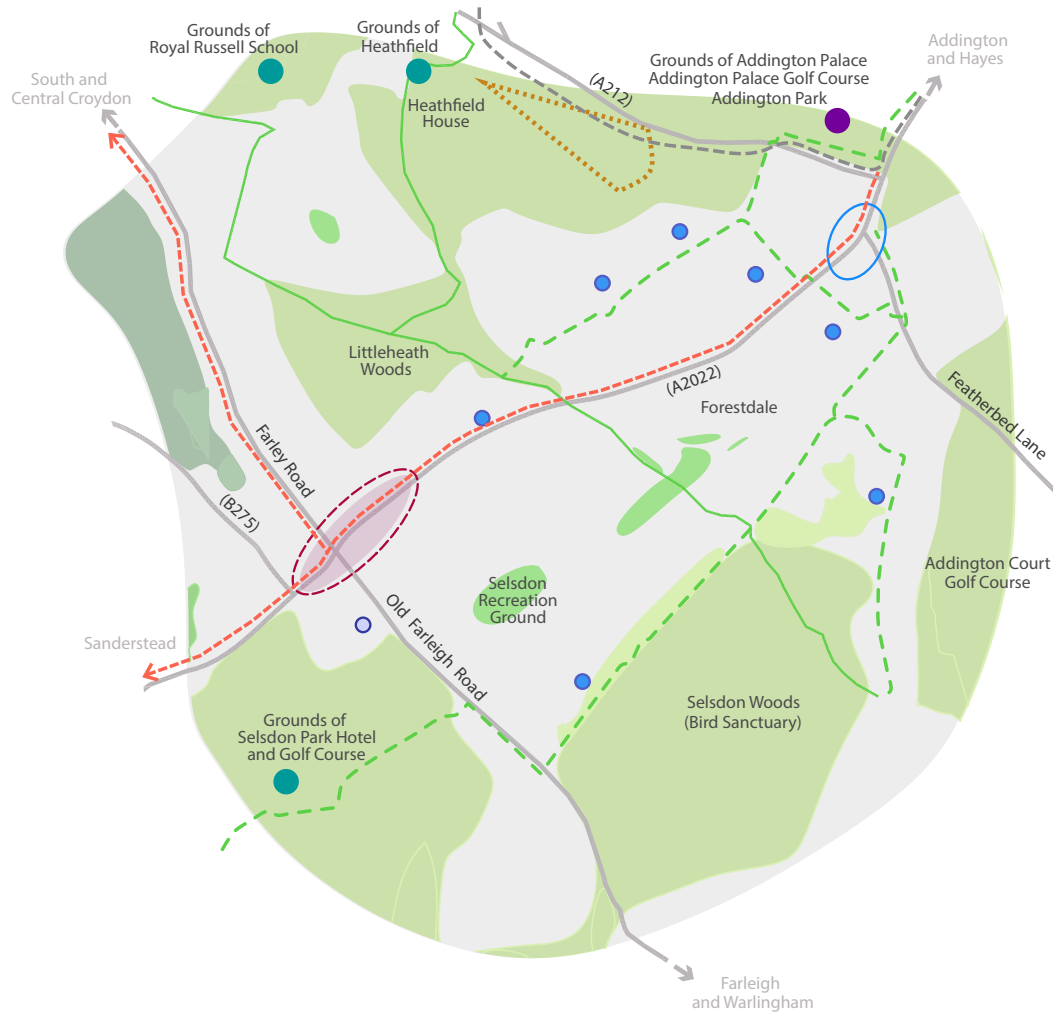 Grounds of
Royal Russell School
Grounds of
Heathfield
Addington
and Hayes
Grounds of Addington Palace
Addington Palace Golf Course
Addington Park
South and
Central Croydon
(A212)
Heathfield
House
Littleheath
Woods
(A2022)
Forestdale
Featherbed Lane
Farley Road
(B275)
Addington Court
Golf Course
Selsdon
Recreation
Ground
Old Farleigh Road
Sanderstead
Selsdon Woods
(Bird Sanctuary)
Grounds of
Selsdon Park Hotel
and Golf Course
Farleigh
and Warlingham